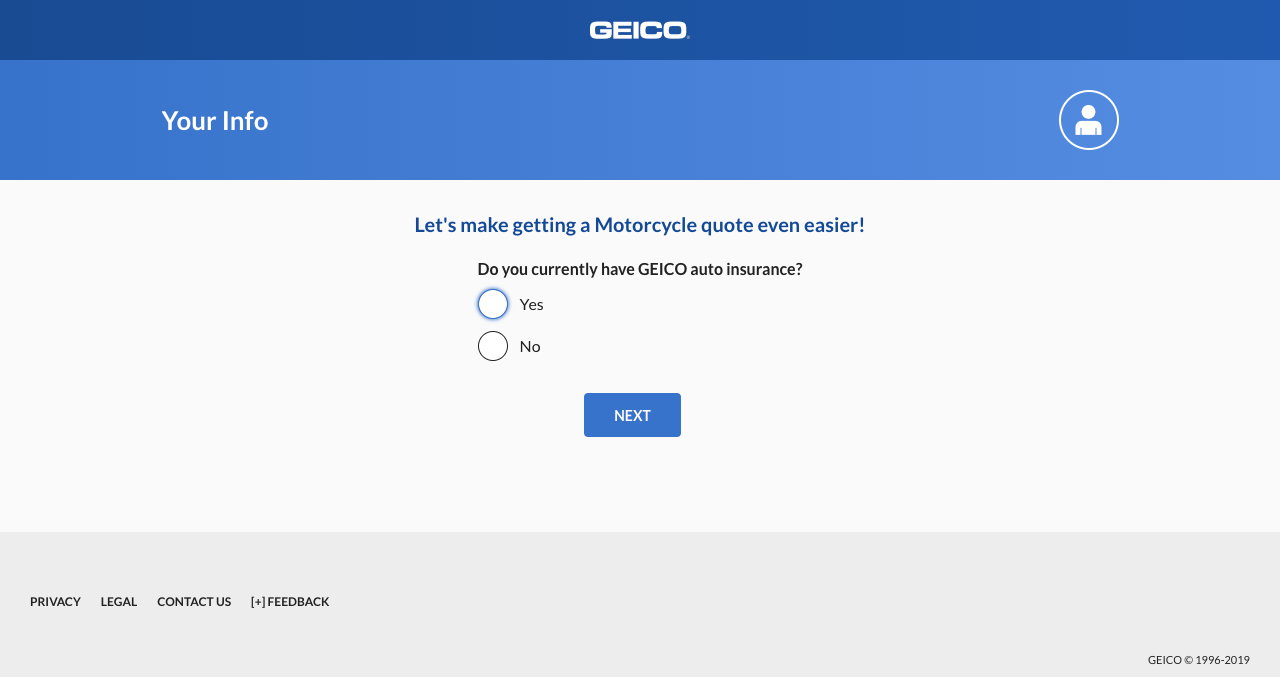 GEICO
Your Info
Let's make getting a Motorcycle quote even easier!
Do you currently have GEICO auto insurance?
Yes
No
NEXT
PRIVACY LEGAL CONTACT US [+] FEEDBACK
GEICO © 1996-2019